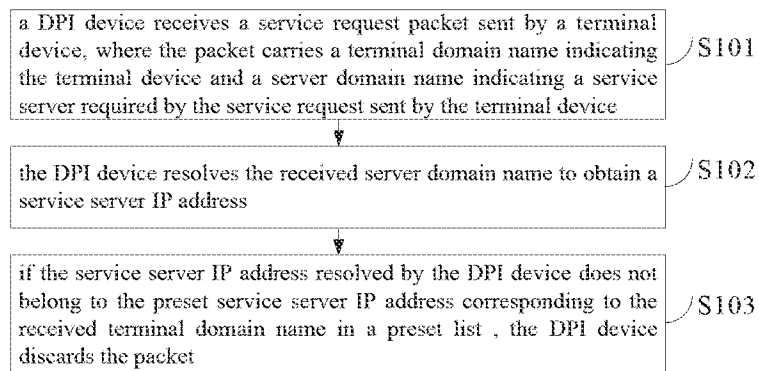 a DPI device receives a service request packet sent by a terminal
device, where the packet carries a terminal domain name indicating
the terminal device and a server domain name indicating a service
server required by the service request sent by the terminal device
S101
the DPI device resolves the received server domain name to obtain a
service server IP address
S102
if the service server IP address resolved by the DPI device does not
belong to the preset service server IP address corresponding to the
received terminal domain name in a preset list , the DPI device
discards the packet
S103